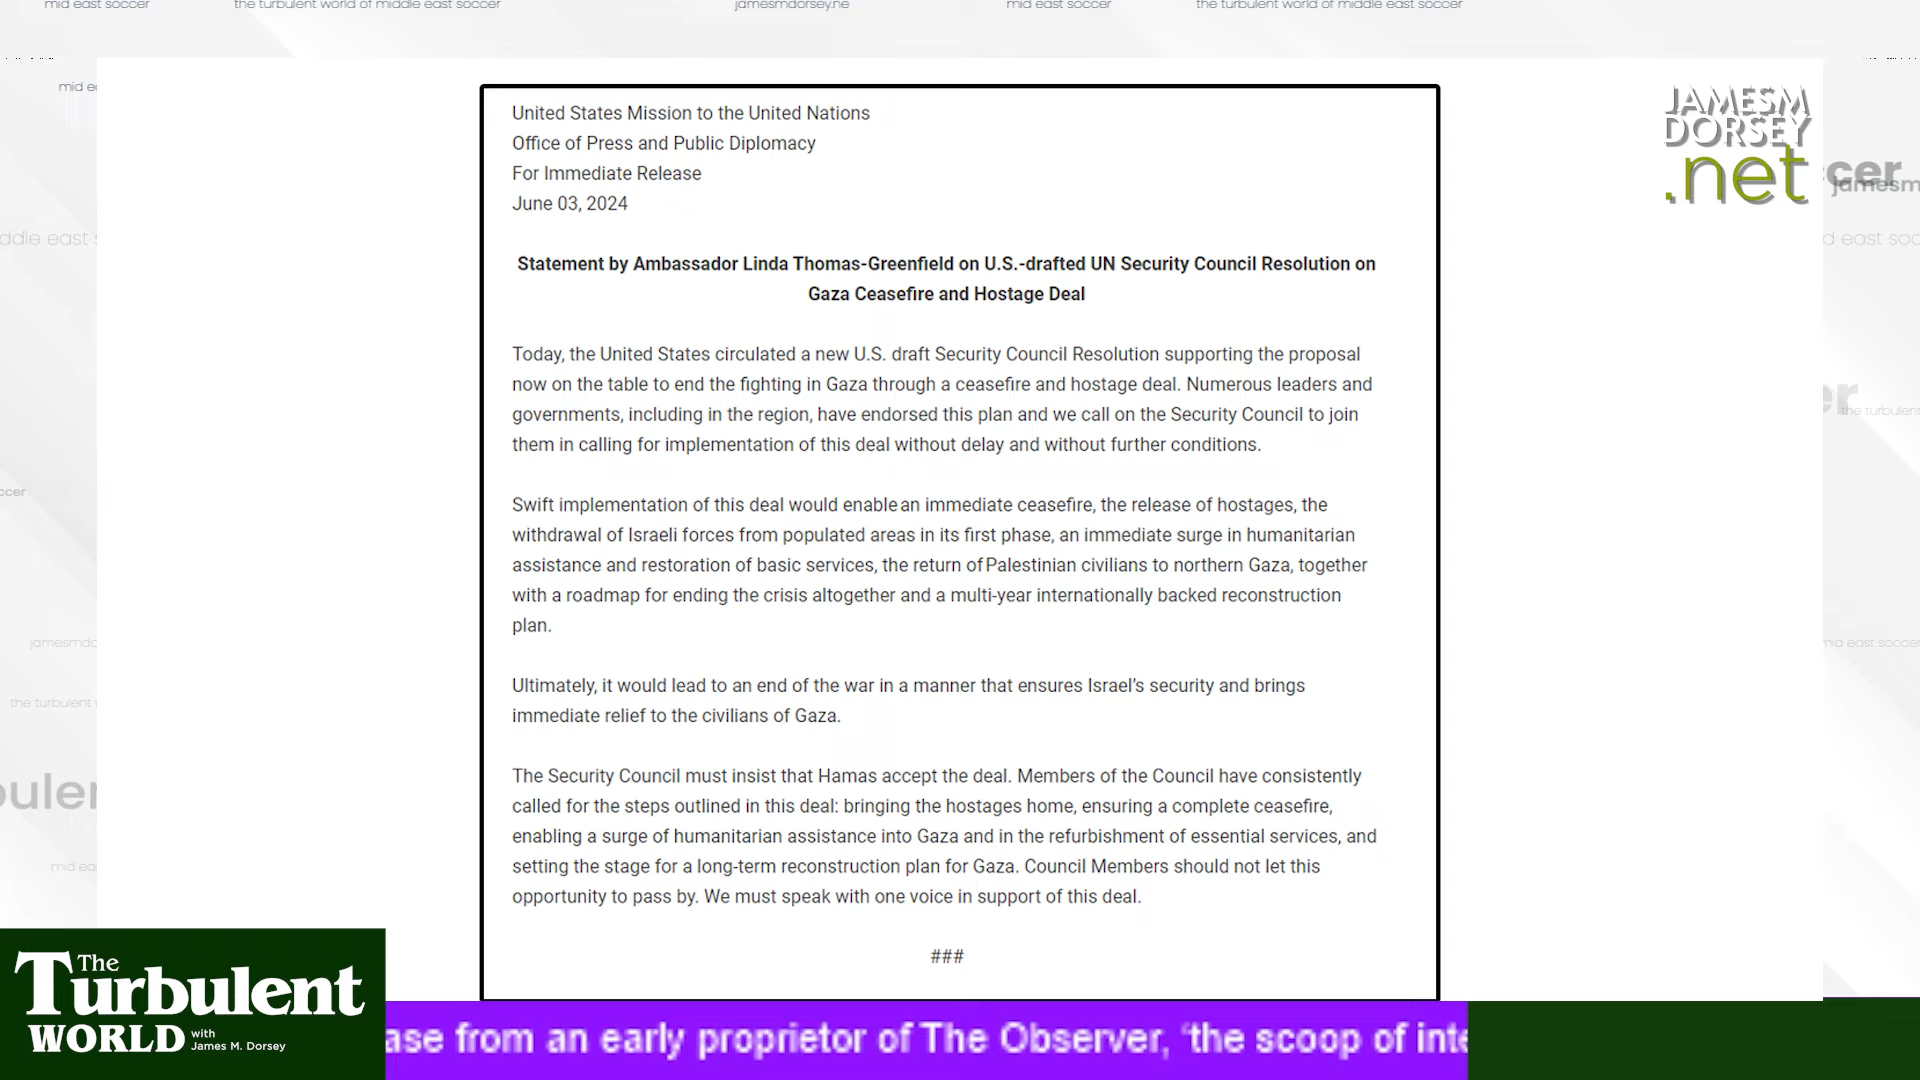 mid east soccer the turbulent world of middle east soccer jamesmdorsey.ne mid east soccer the turbulent world of middle east soccer
JAMESM
DORSEY
.net
United States Mission to the United Nations
Office of Press and Public Diplomacy
For Immediate Release
June 03, 2024
Statement by Ambassador Linda Thomas-Greenfield on U.S.-drafted UN Security Council Resolution on
Gaza Ceasefire and Hostage Deal
Today, the United States circulated a new U.S. draft Security Council Resolution supporting the proposal
now on the table to end the fighting in Gaza through a ceasefire and hostage deal. Numerous leaders and
governments, including in the region, have endorsed this plan and we call on the Security Council to join
them in calling for implementation of this deal without delay and without further conditions.
Swift implementation of this deal would enable an immediate ceasefire, the release of hostages, the
withdrawal of Israeli forces from populated areas in its first phase, an immediate surge in humanitarian
assistance and restoration of basic services, the return of Palestinian civilians to northern Gaza, together
with a roadmap for ending the crisis altogether and a multi-year internationally backed reconstruction
plan.
Ultimately, it would lead to an end of the war in a manner that ensures Israel's security and brings
immediate relief to the civilians of Gaza.
The Security Council must insist that Hamas accept the deal. Members of the Council have consistently
called for the steps outlined in this deal: bringing the hostages home, ensuring a complete ceasefire,
enabling a surge of humanitarian assistance into Gaza and in the refurbishment of essential services, and
setting the stage for a long-term reconstruction plan for Gaza. Council Members should not let this
opportunity to pass by. We must speak with one voice in support of this deal.
###
The
Turbulent
WORLD with
James M. Dorsey
ase from an early proprietor of The Observer, 'the scoop of inte